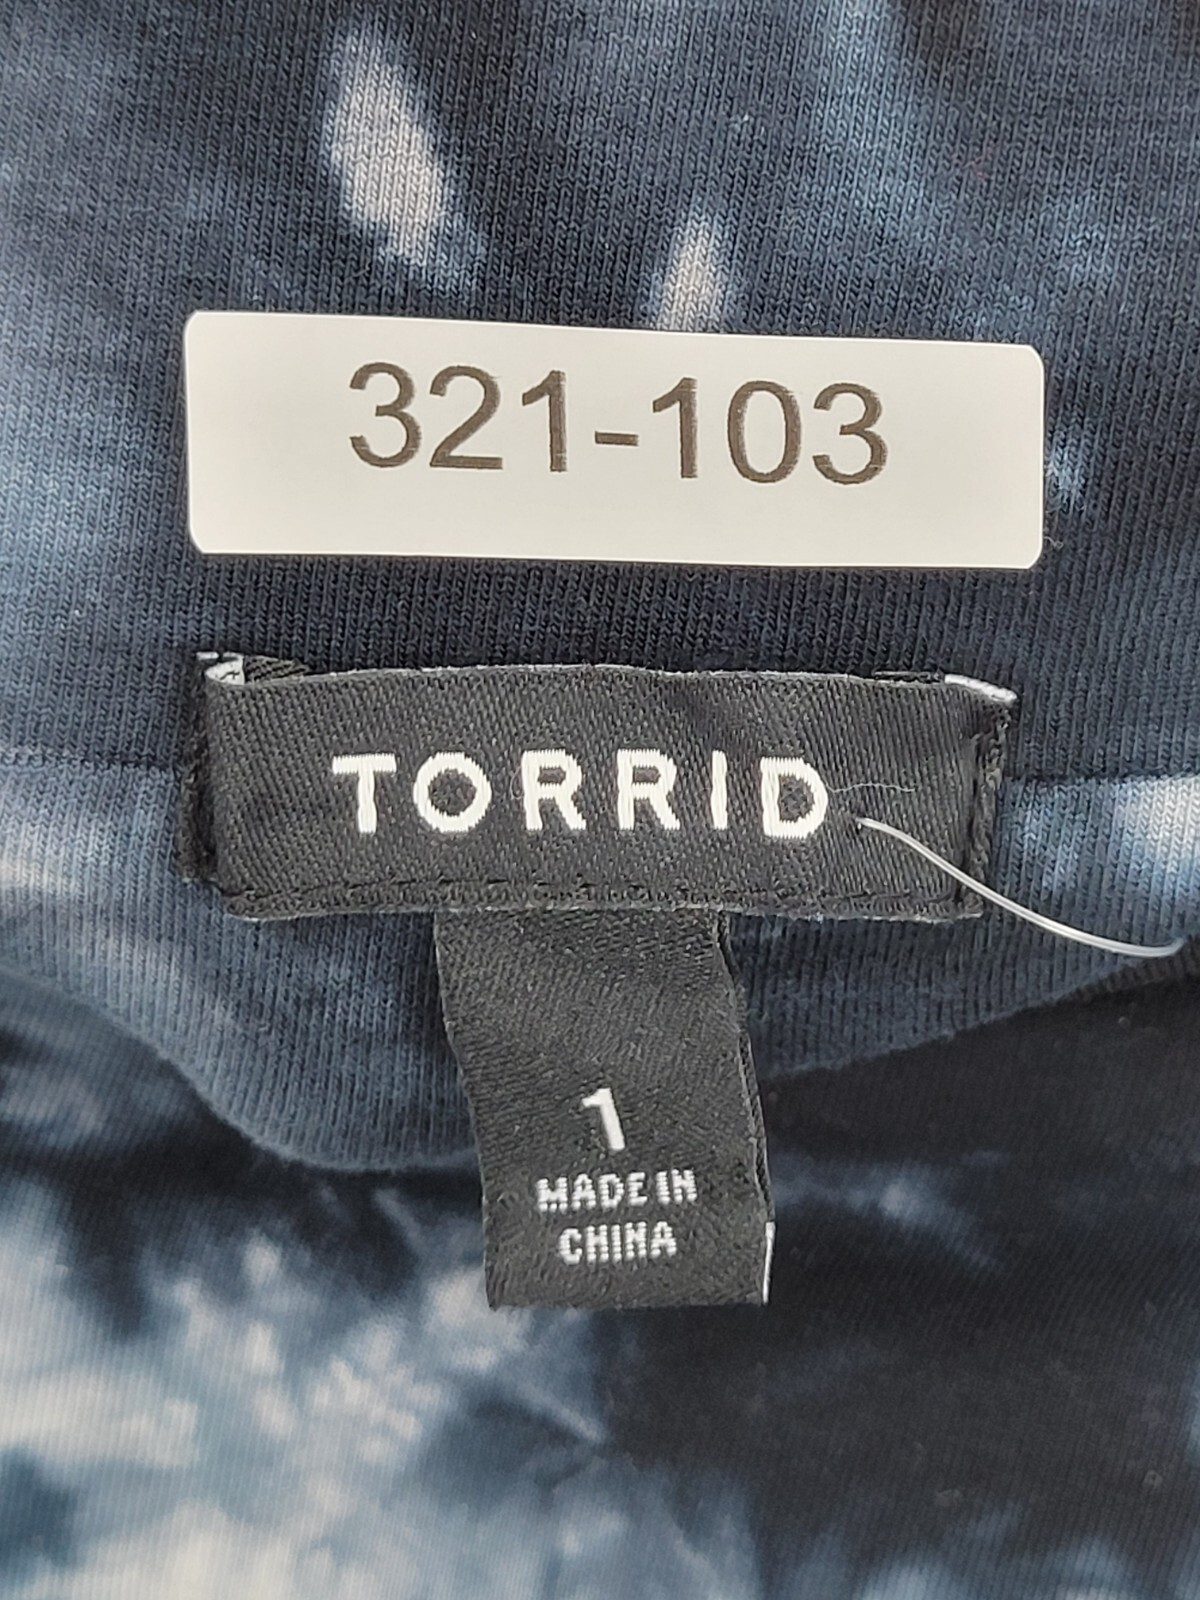 321-103
TORRID
1
MADE IN
CHINA